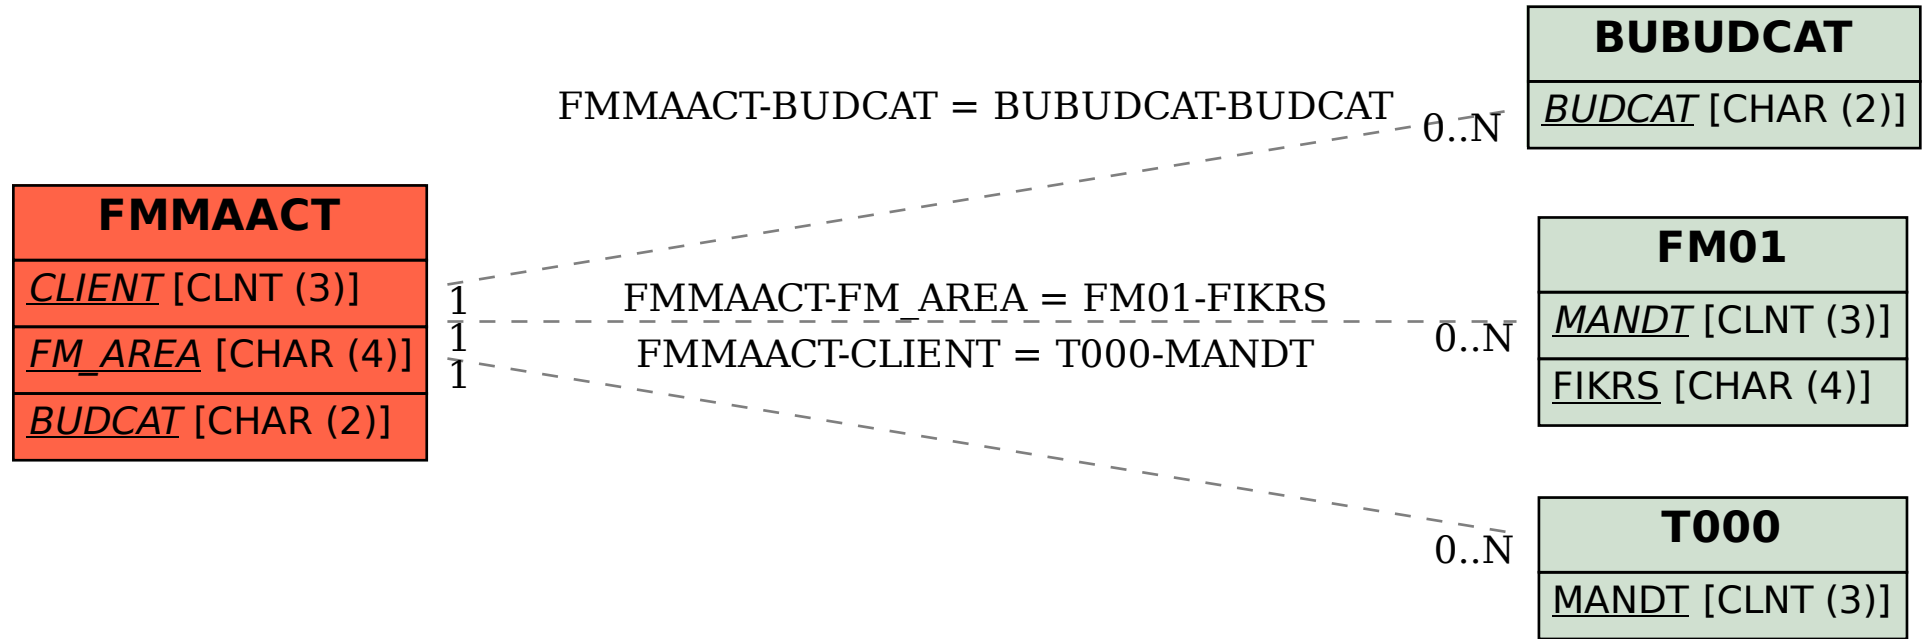 FMMAACT
CLIENT [CLNT (3)]
FM_AREA [CHAR (4)]
BUDCAT [CHAR (2)]
FMMAACT-BUDCAT = BUBUDCAT-BUDCAT
0..N
1
FMMAACT-FM_AREA = FM01-FIKRS
0..N
1
FMMAACT-CLIENT = T000-MANDT
0..N
1
BUBUDCAT
BUDCAT [CHAR (2)]
FM01
MANDT [CLNT (3)]
FIKRS [CHAR (4)]
T000
MANDT [CLNT (3)]